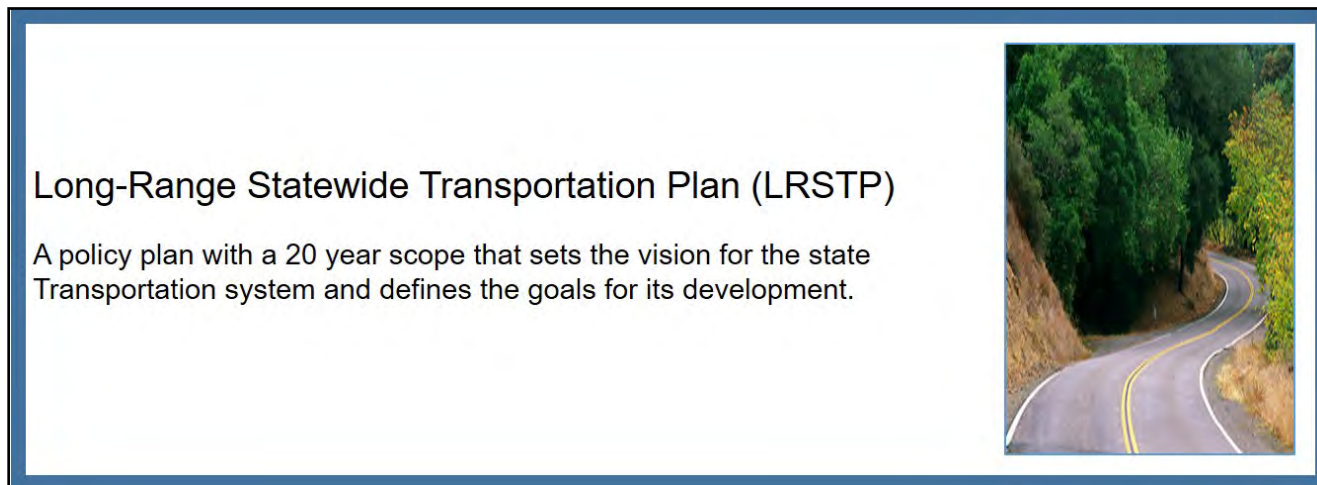 Long-Range Statewide Transportation Plan (LRSTP)
A policy plan with a 20 year scope that sets the vision for the state
Transportation system and defines the goals for its development.